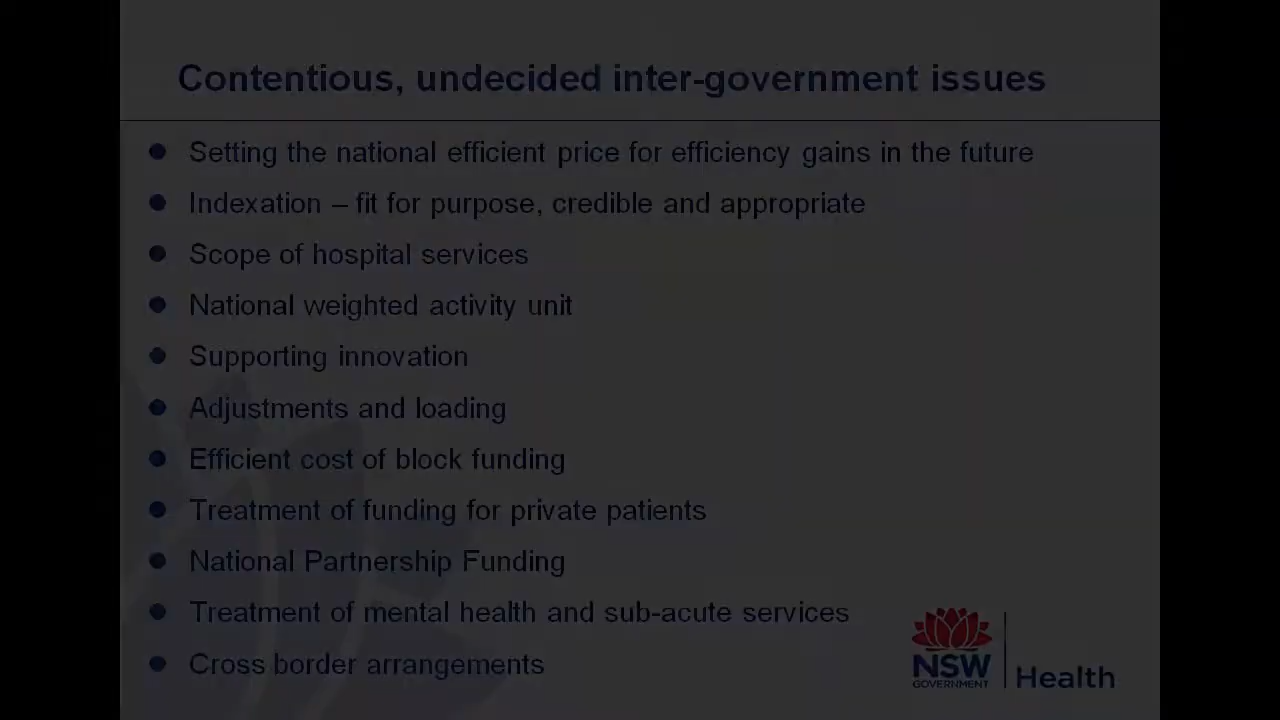 Contentious, undecided inter-government issues
Setting the national efficient price for efficiency gains in the future
Indexation – fit for purpose, credible and appropriate
Scope of hospital services
National weighted activity unit
Supporting innovation
Adjustments and loading
Efficient cost of block funding
Treatment of funding for private patients
National Partnership Funding
Treatment of mental health and sub-acute services
Cross border arrangements
NSW
GOVERNMENT
Health